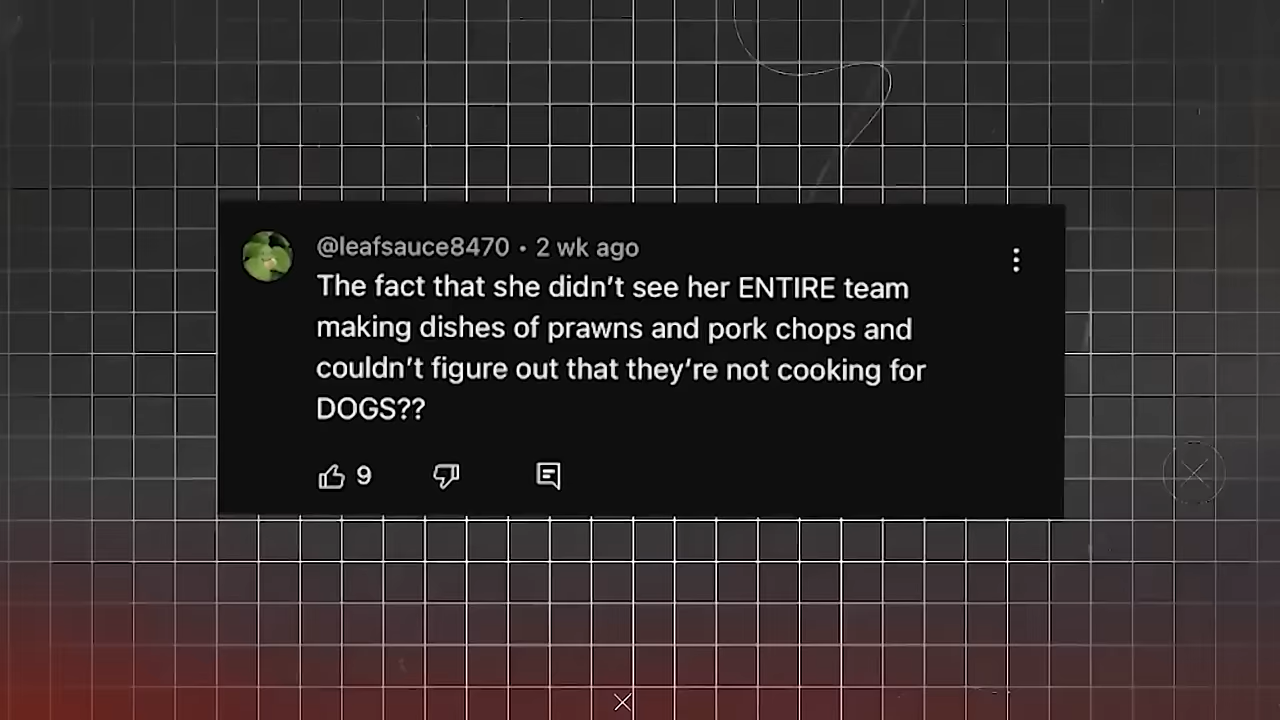 @leafsauce8470 • 2 wk ago
The fact that she didn’t see her ENTIRE team
making dishes of prawns and pork chops and
couldn’t figure out that they’re not cooking for
DOGS??
9